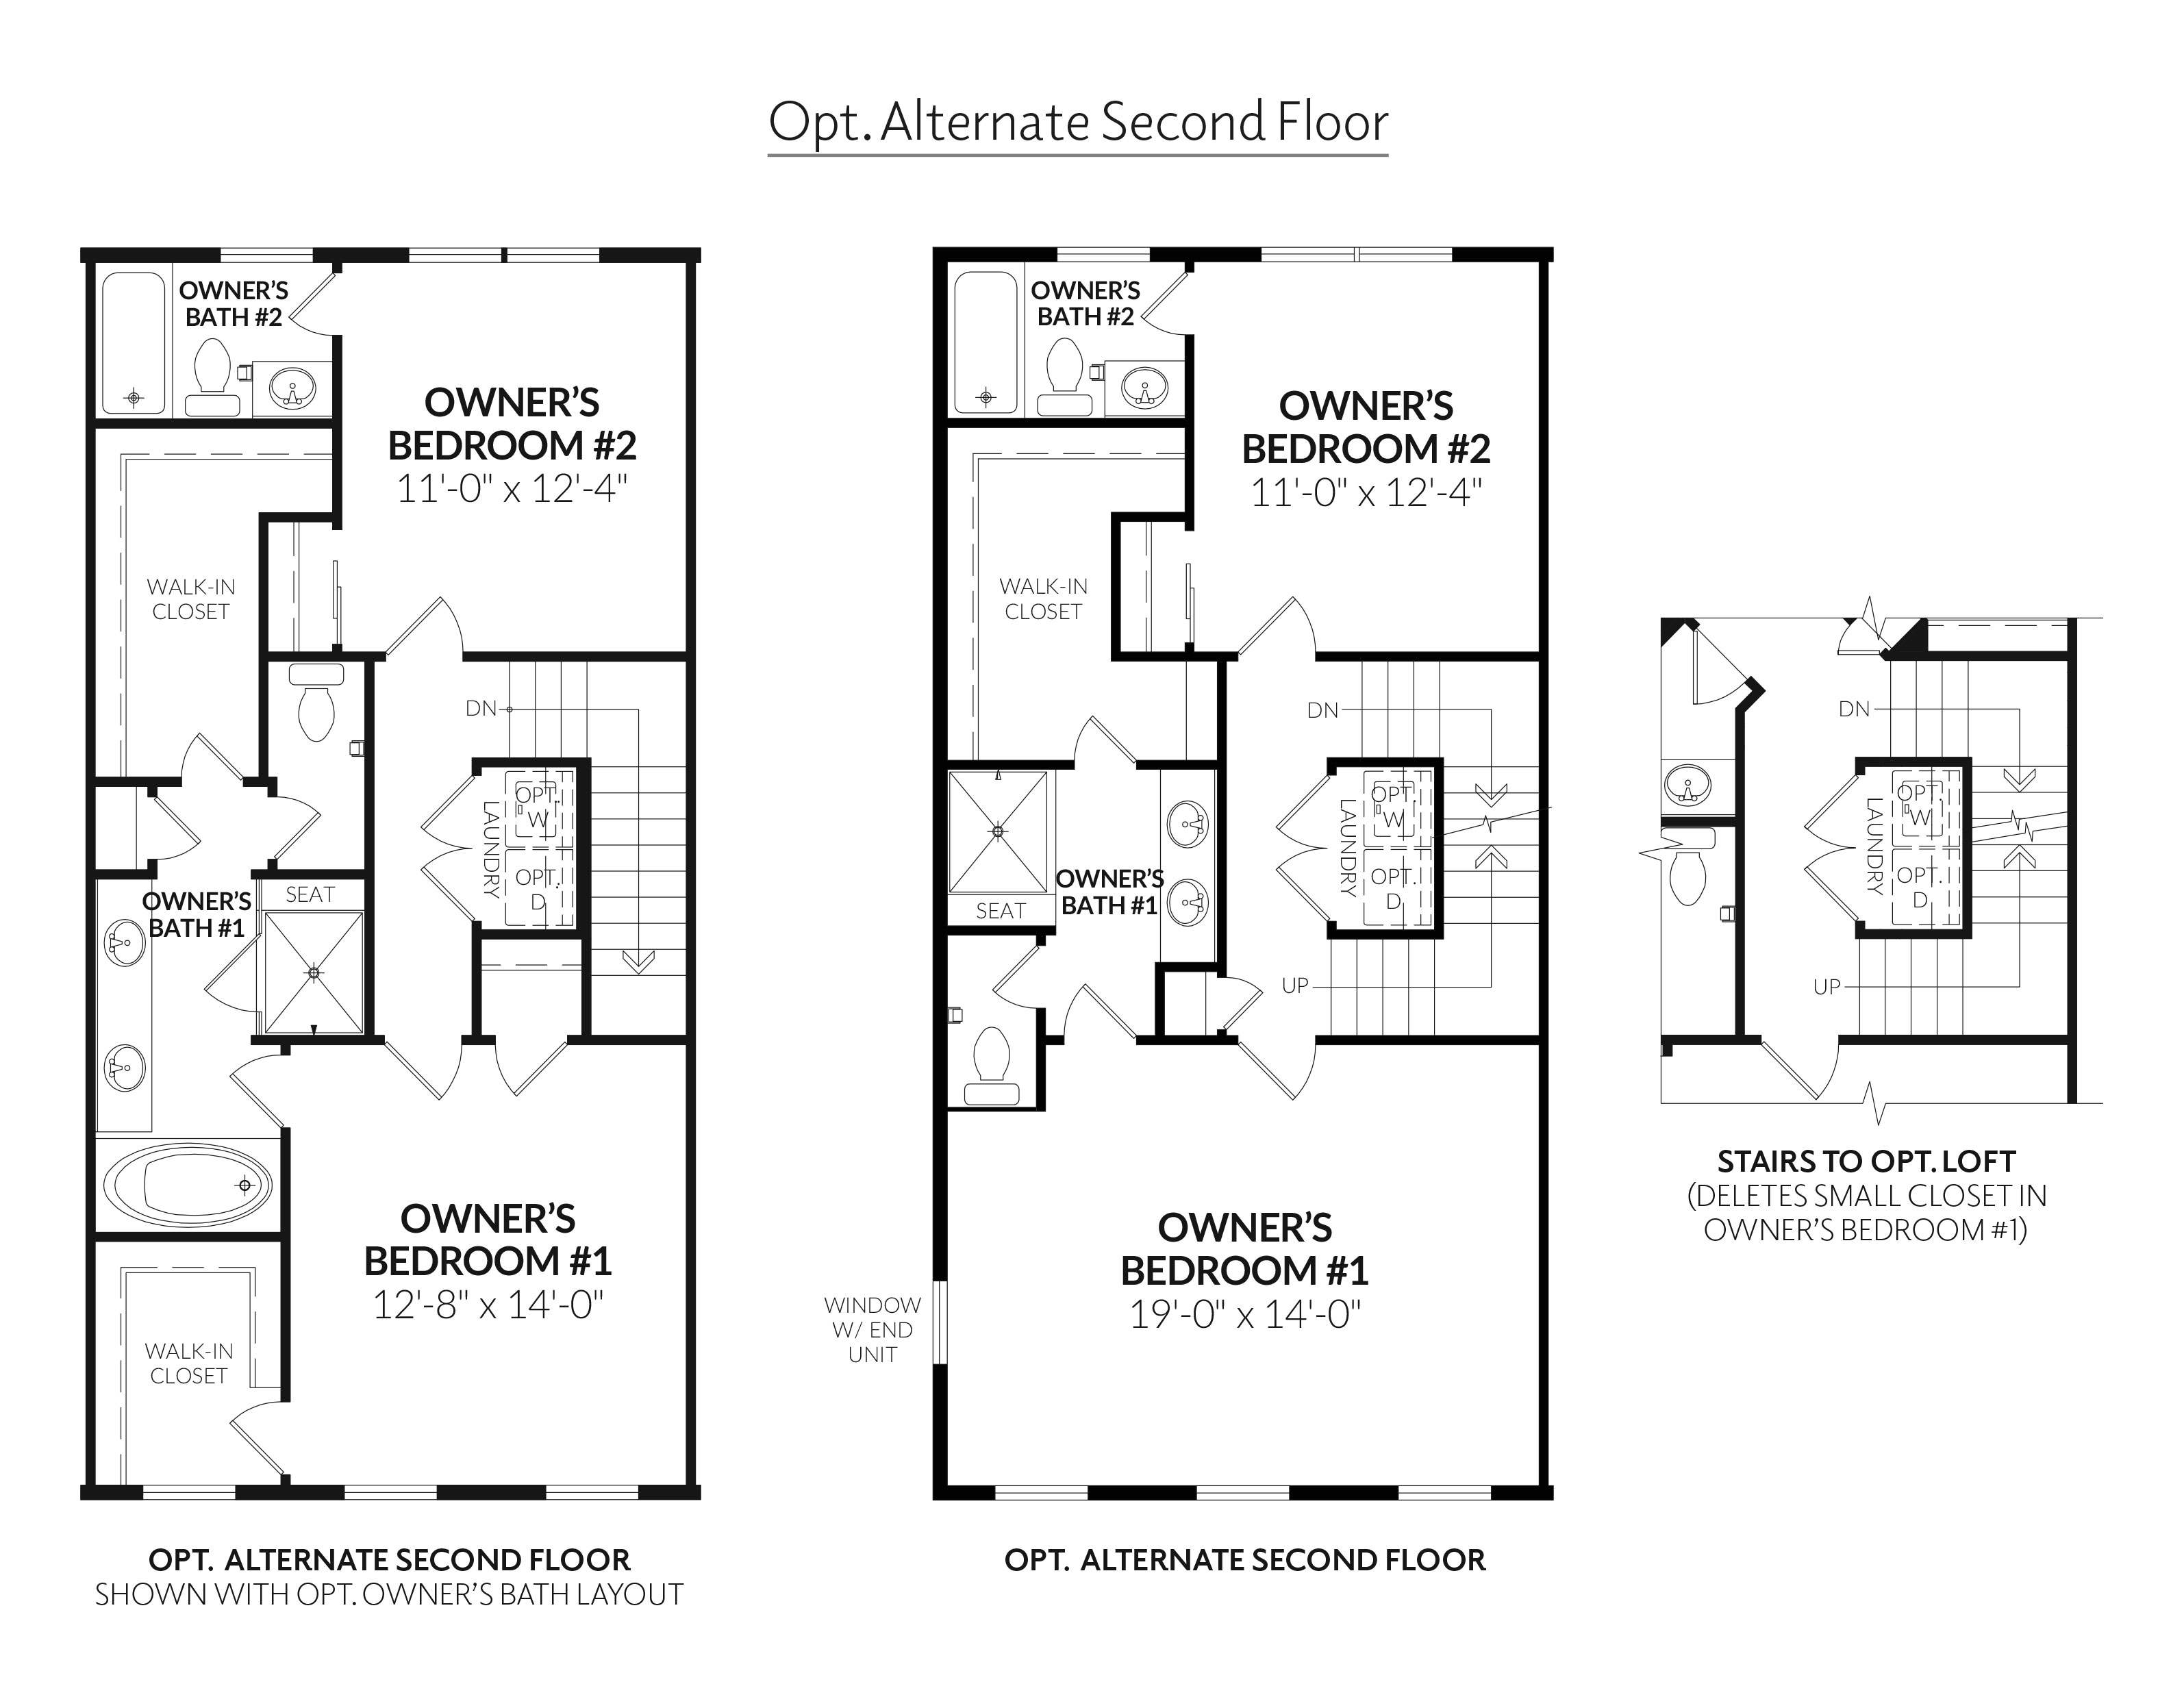 Opt. Alternate Second Floor
OWNER'S
BATH #2
OWNER'S
BEDROOM #2
11'-0" x 12'-4"
WALK-IN
CLOSET
DN
LAUNDRY
OPT.
W
OPT.
D
OWNER'S
BATH #1
SEAT
OWNER'S
BEDROOM #1
12'-8" x 14'-0"
WALK-IN
CLOSET
OPT. ALTERNATE SECOND FLOOR
SHOWN WITH OPT. OWNER'S BATH LAYOUT
OWNER'S
BATH #2
OWNER'S
BEDROOM #2
11'-0" x 12'-4"
WALK-IN
CLOSET
DN
LAUNDRY
OPT.
W
OPT.
D
OWNER'S
BATH #1
SEAT
UP
OWNER'S
BEDROOM #1
19'-0" x 14'-0"
WINDOW
W/ END
UNIT
OPT. ALTERNATE SECOND FLOOR
DN
LAUNDRY
OPT.
W
OPT.
D
UP
STAIRS TO OPT. LOFT
(DELETES SMALL CLOSET IN
OWNER'S BEDROOM #1)